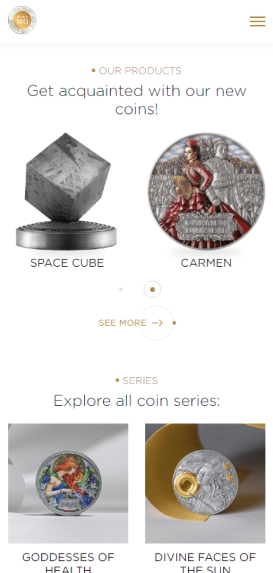 OUR PRODUCTS
Get acquainted with our new
coins!
SPACE CUBE
CARMEN
SEE MORE
SERIES
Explore all coin series:
GODDESSES OF
HEALTH
DIVINE FACES OF
THE SUN